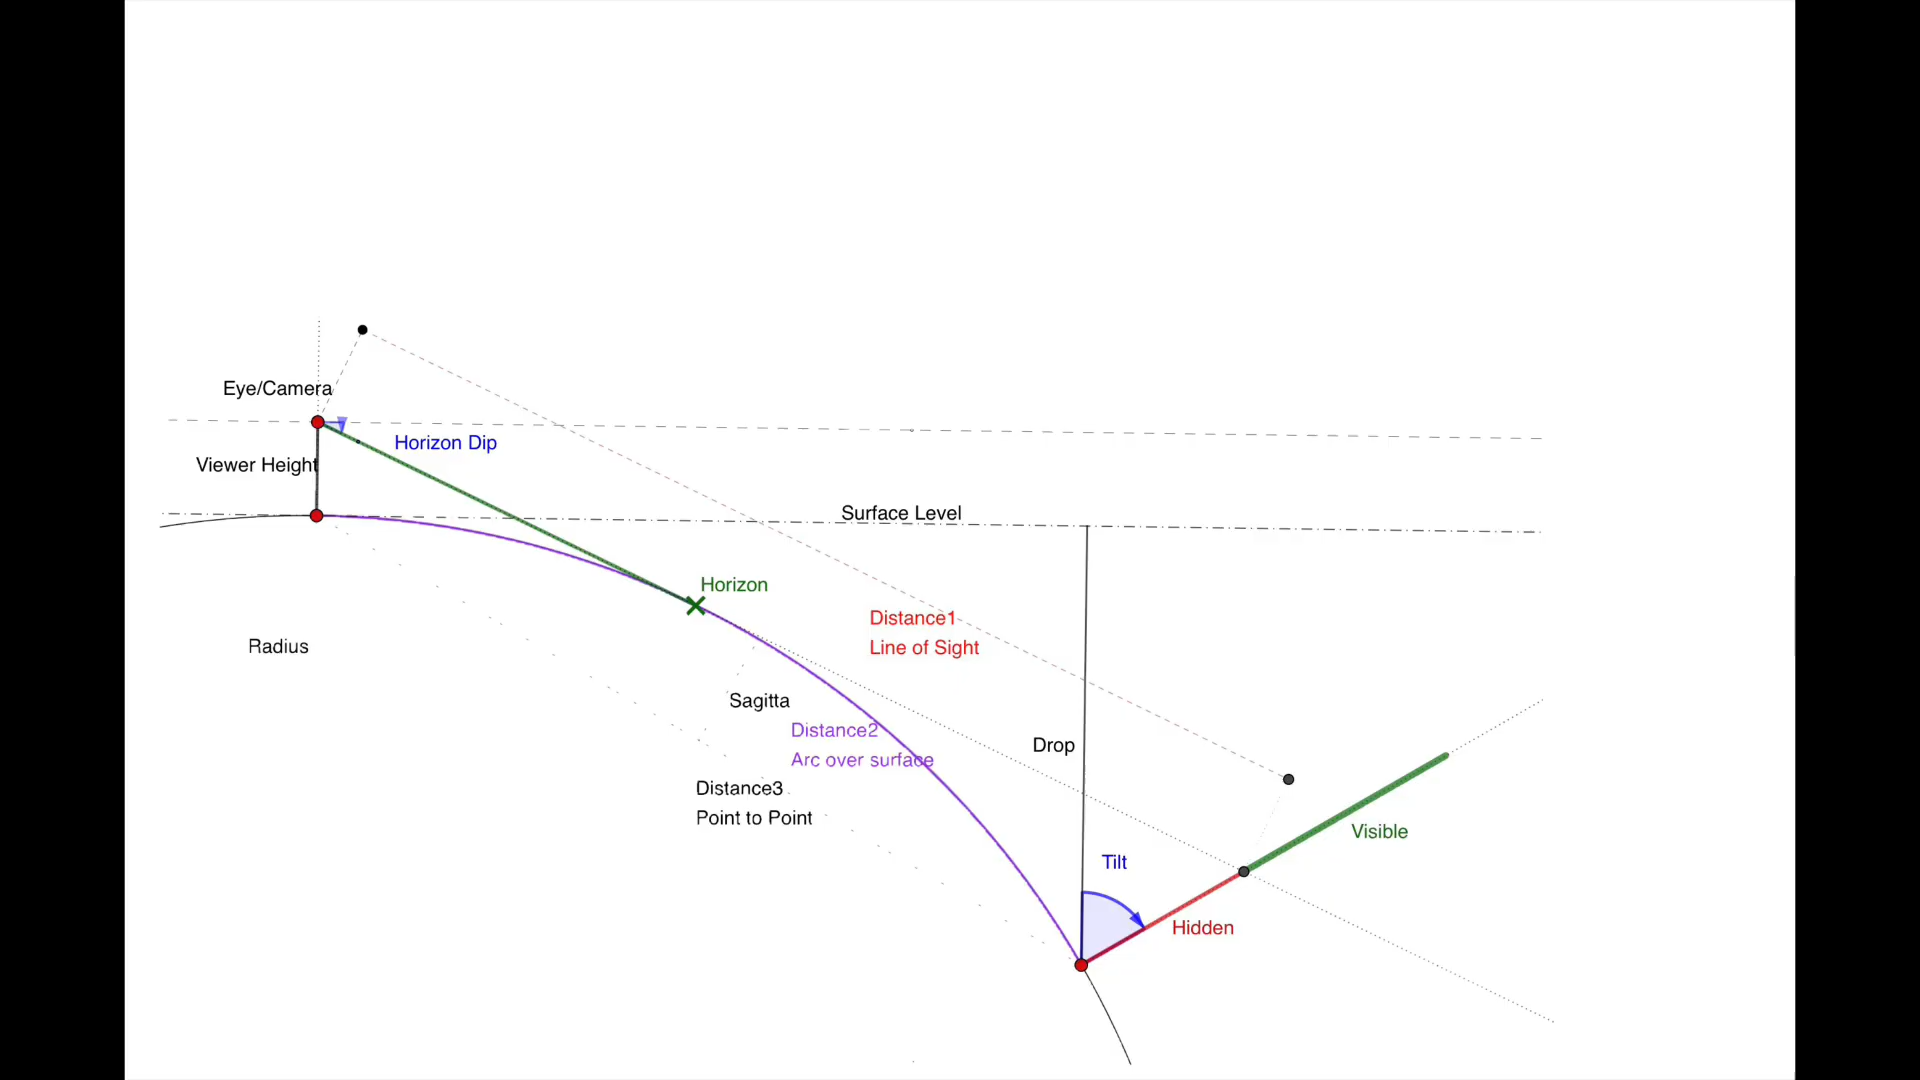 Eye/Camera
Horizon Dip
Viewer Height
Surface Level
Horizon
Distance1
Line of Sight
Radius
Sagitta
Distance2
Arc over surface
Drop
Distance3
Point to Point
Visible
Tilt
Hidden